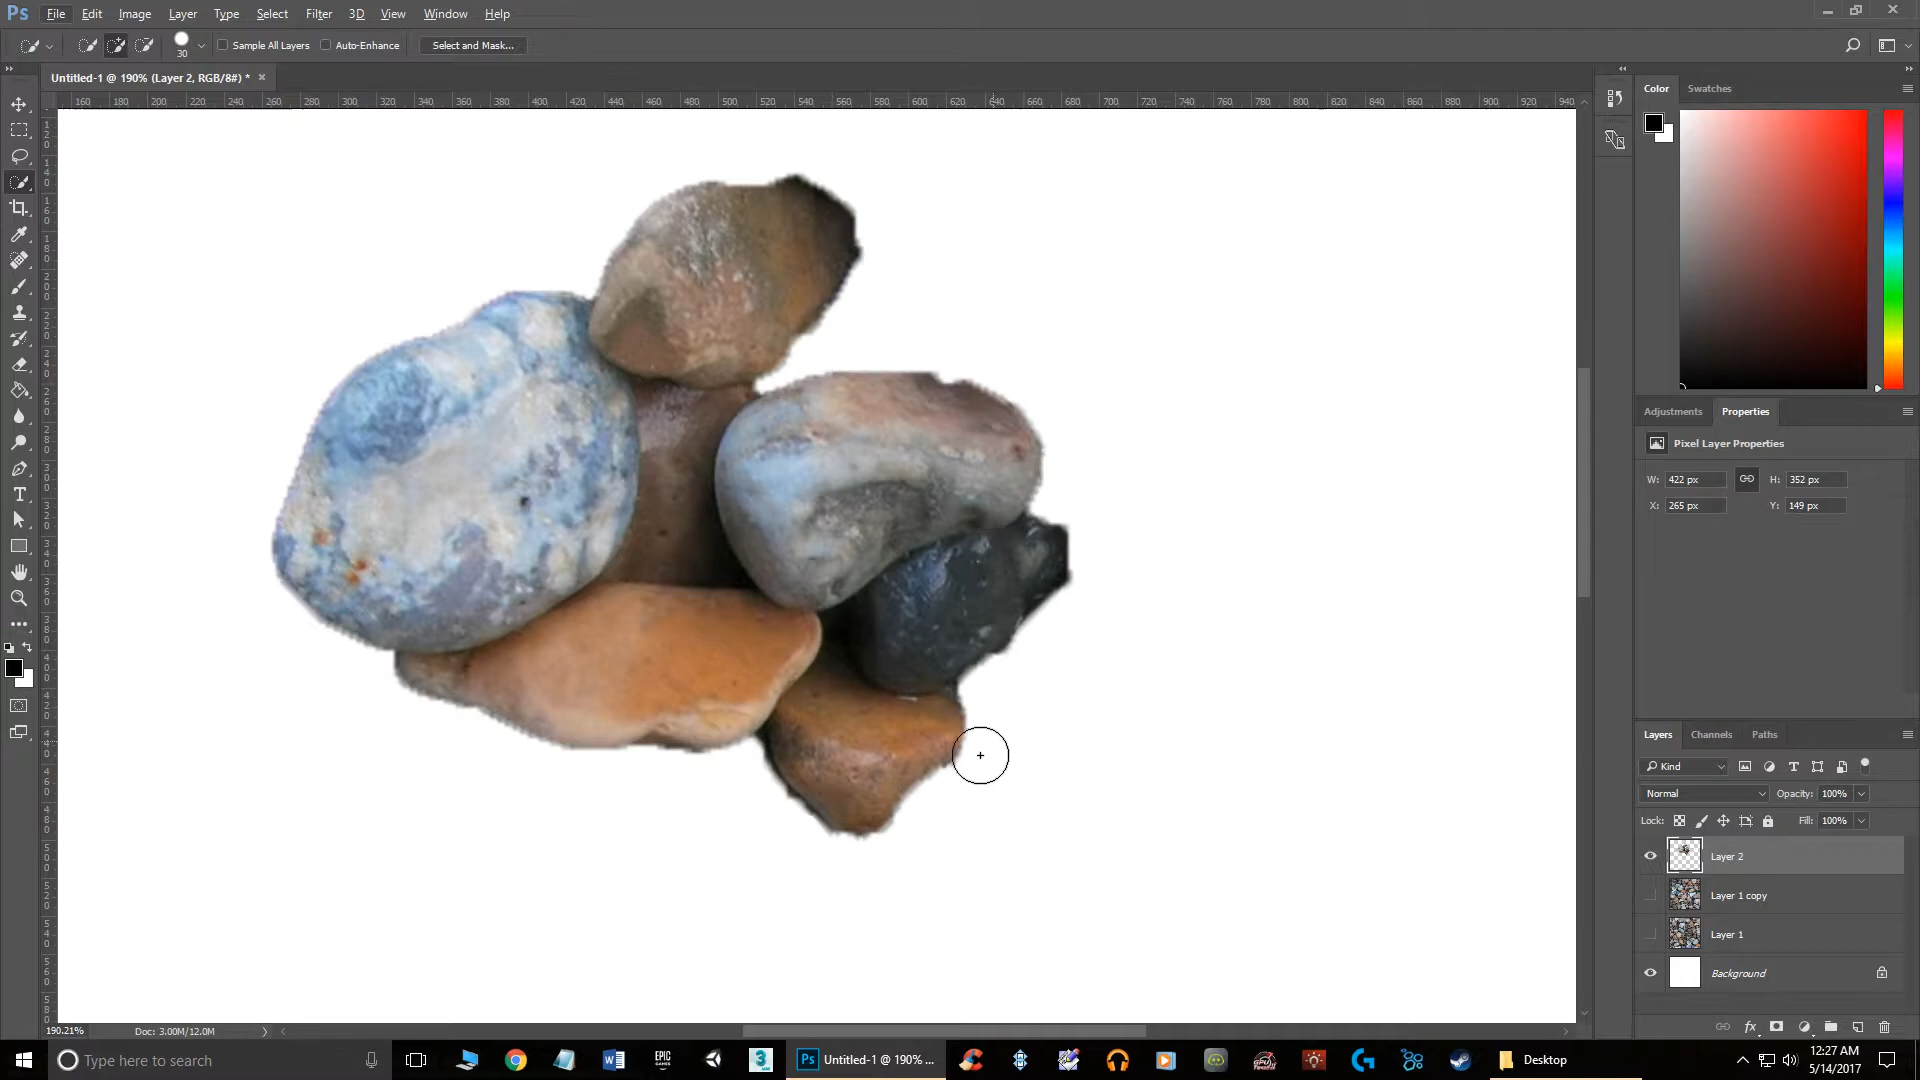 Ps File Edit Image Layer Type Select Filter 3D View Window Help
30 Sample All Layers Auto-Enhance Select and Mask...
Untitled-1 @ 190% (Layer 2, RGB/8#) * ×
160 180 200 220 240 260 280 300 320 340 360 380 400 420 440 460 480 500 520 540 560 580 600 620 640 660 680 700 720 740 760 780 800 820 840 860 880 900 920 940
Color Swatches
Adjustments Properties
Pixel Layer Properties
W: 422 px H: 352 px
X: 265 px Y: 149 px
Layers Channels Paths
Kind
Normal Opacity: 100%
Lock: Fill: 100%
Layer 2
Layer 1 copy
Layer 1
Background
190.21% Doc: 3.00M/12.0M
Type here to search
EPIC GAMES
Ps Untitled-1 @ 190% ...
Desktop
12:27 AM
5/14/2017